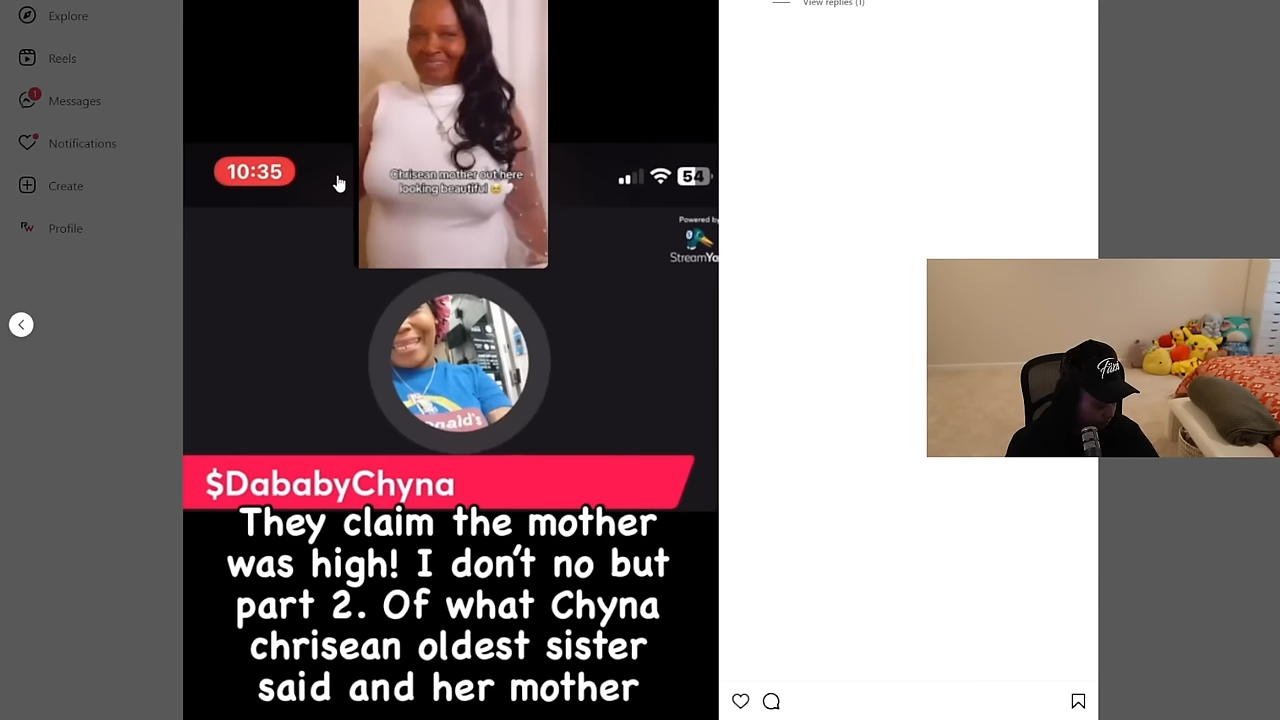 View replies (1)
Explore
Reels
1
Messages
Notifications
Create
Profile
10:35
54
Chrisean mother out here
looking beautiful 🥹
Powered by
StreamYa
onald's
$DababyChyna
They claim the mother
was high! I don't no but
part 2. Of what Chyna
chrisean oldest sister
said and her mother